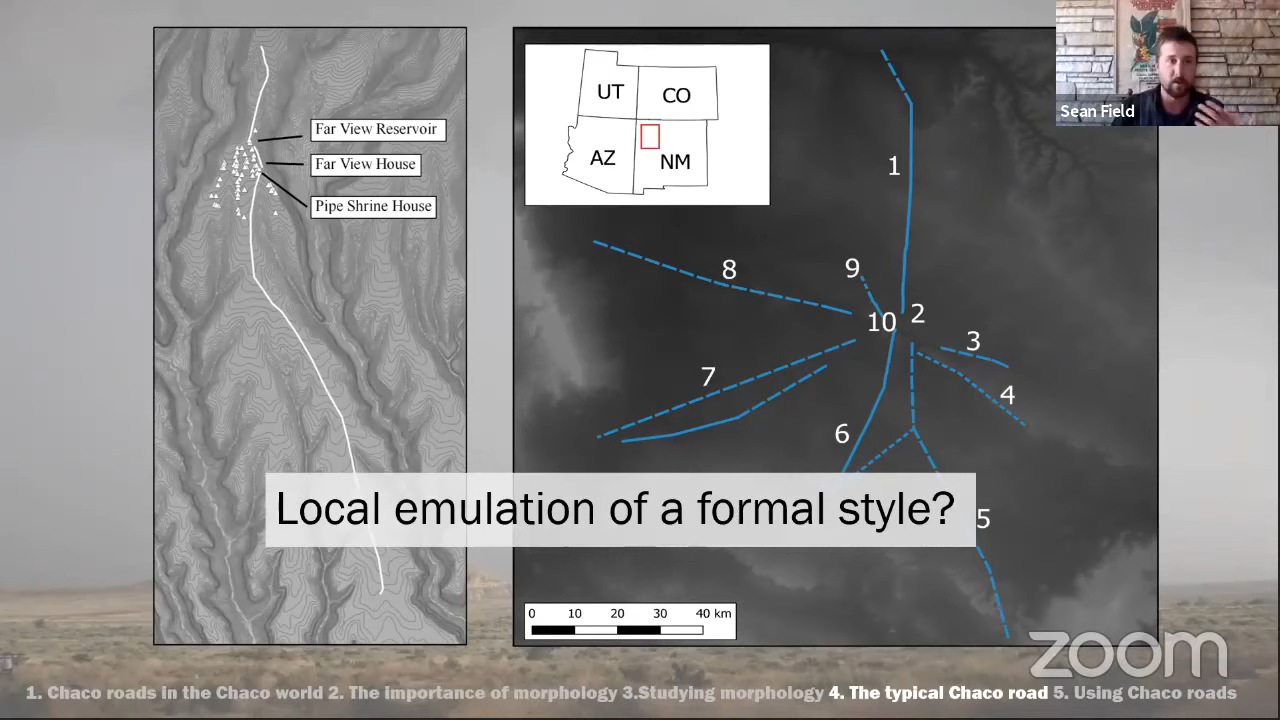 Far View Reservoir
Far View House
Pipe Shrine House
UT
CO
AZ
NM
Sean Field
1
2
3
4
5
6
7
8
9
10
Local emulation of a formal style?
0 10 20 30 40 km
zoom
1. Chaco roads in the Chaco world 2. The importance of morphology 3.Studying morphology 4. The typical Chaco road 5. Using Chaco roads